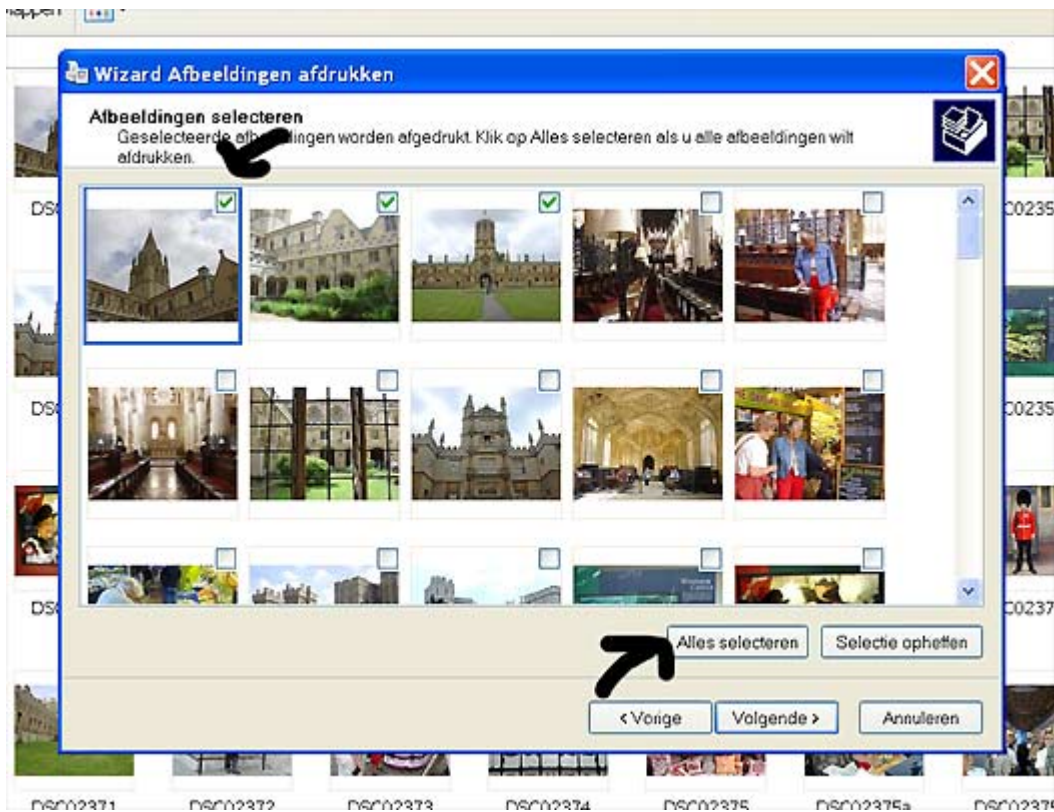 Wizard Afbeeldingen afdrukken
Afbeeldingen selecteren
Geselecteerde afbeeldingen worden afgedrukt. Klik op Alles selecteren als u alle afbeeldingen wilt
afdrukken.
Alles selecteren
Selectie opheffen
< Vorige
Volgende >
Annuleren
DSC02371
DSC02372
DSC02373
DSC02374
DSC02375
DSC02375a